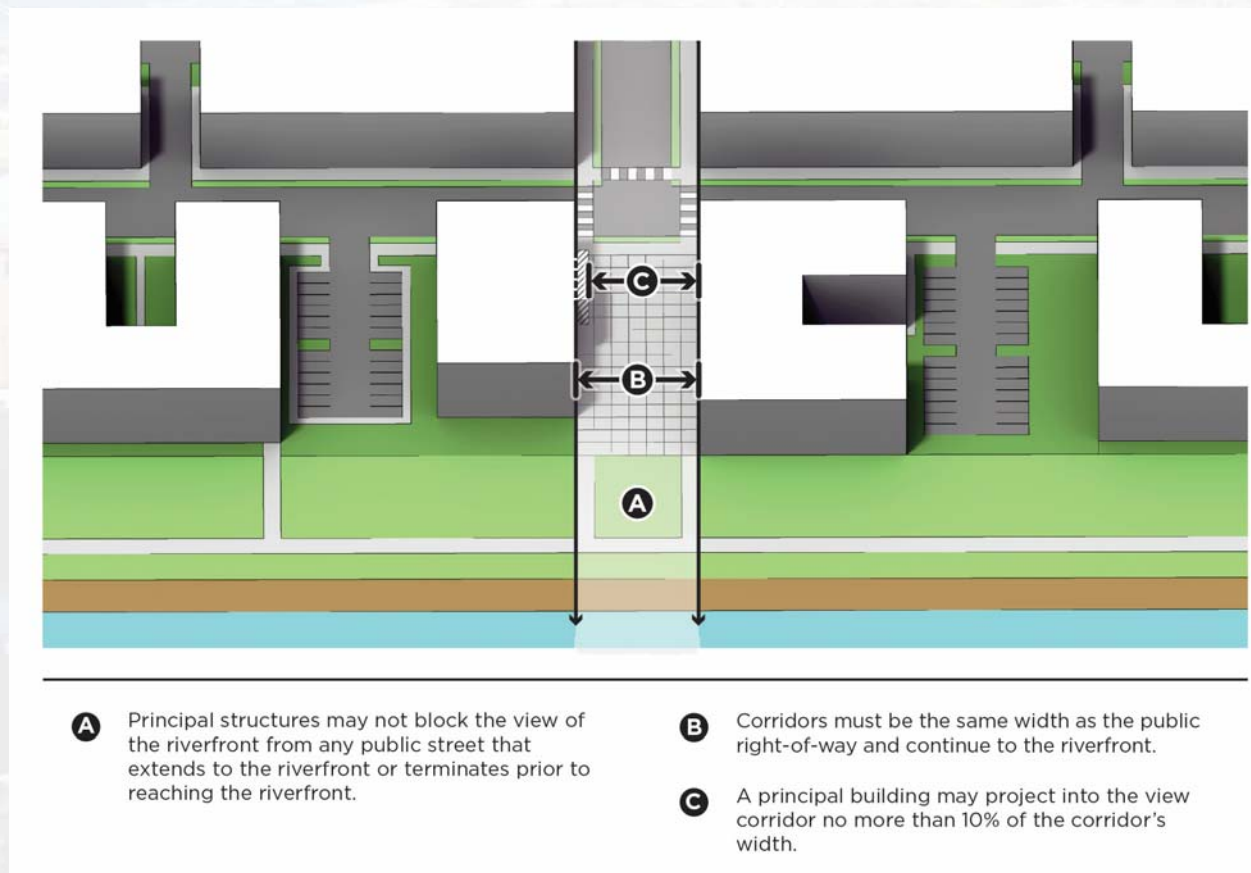 C
B
A
A Principal structures may not block the view of
the riverfront from any public street that
extends to the riverfront or terminates prior to
reaching the riverfront.
B Corridors must be the same width as the public
right-of-way and continue to the riverfront.
C A principal building may project into the view
corridor no more than 10% of the corridor's
width.